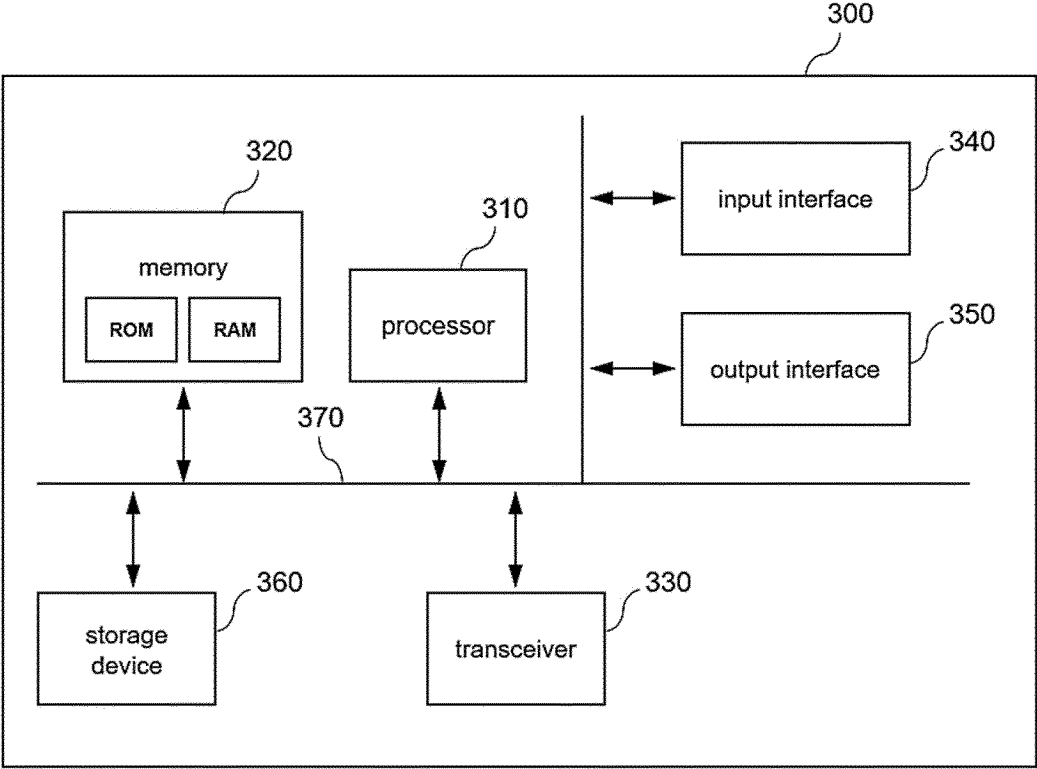 300
320
memory
ROM
RAM
310
processor
340
input interface
350
output interface
370
360
storage
device
330
transceiver